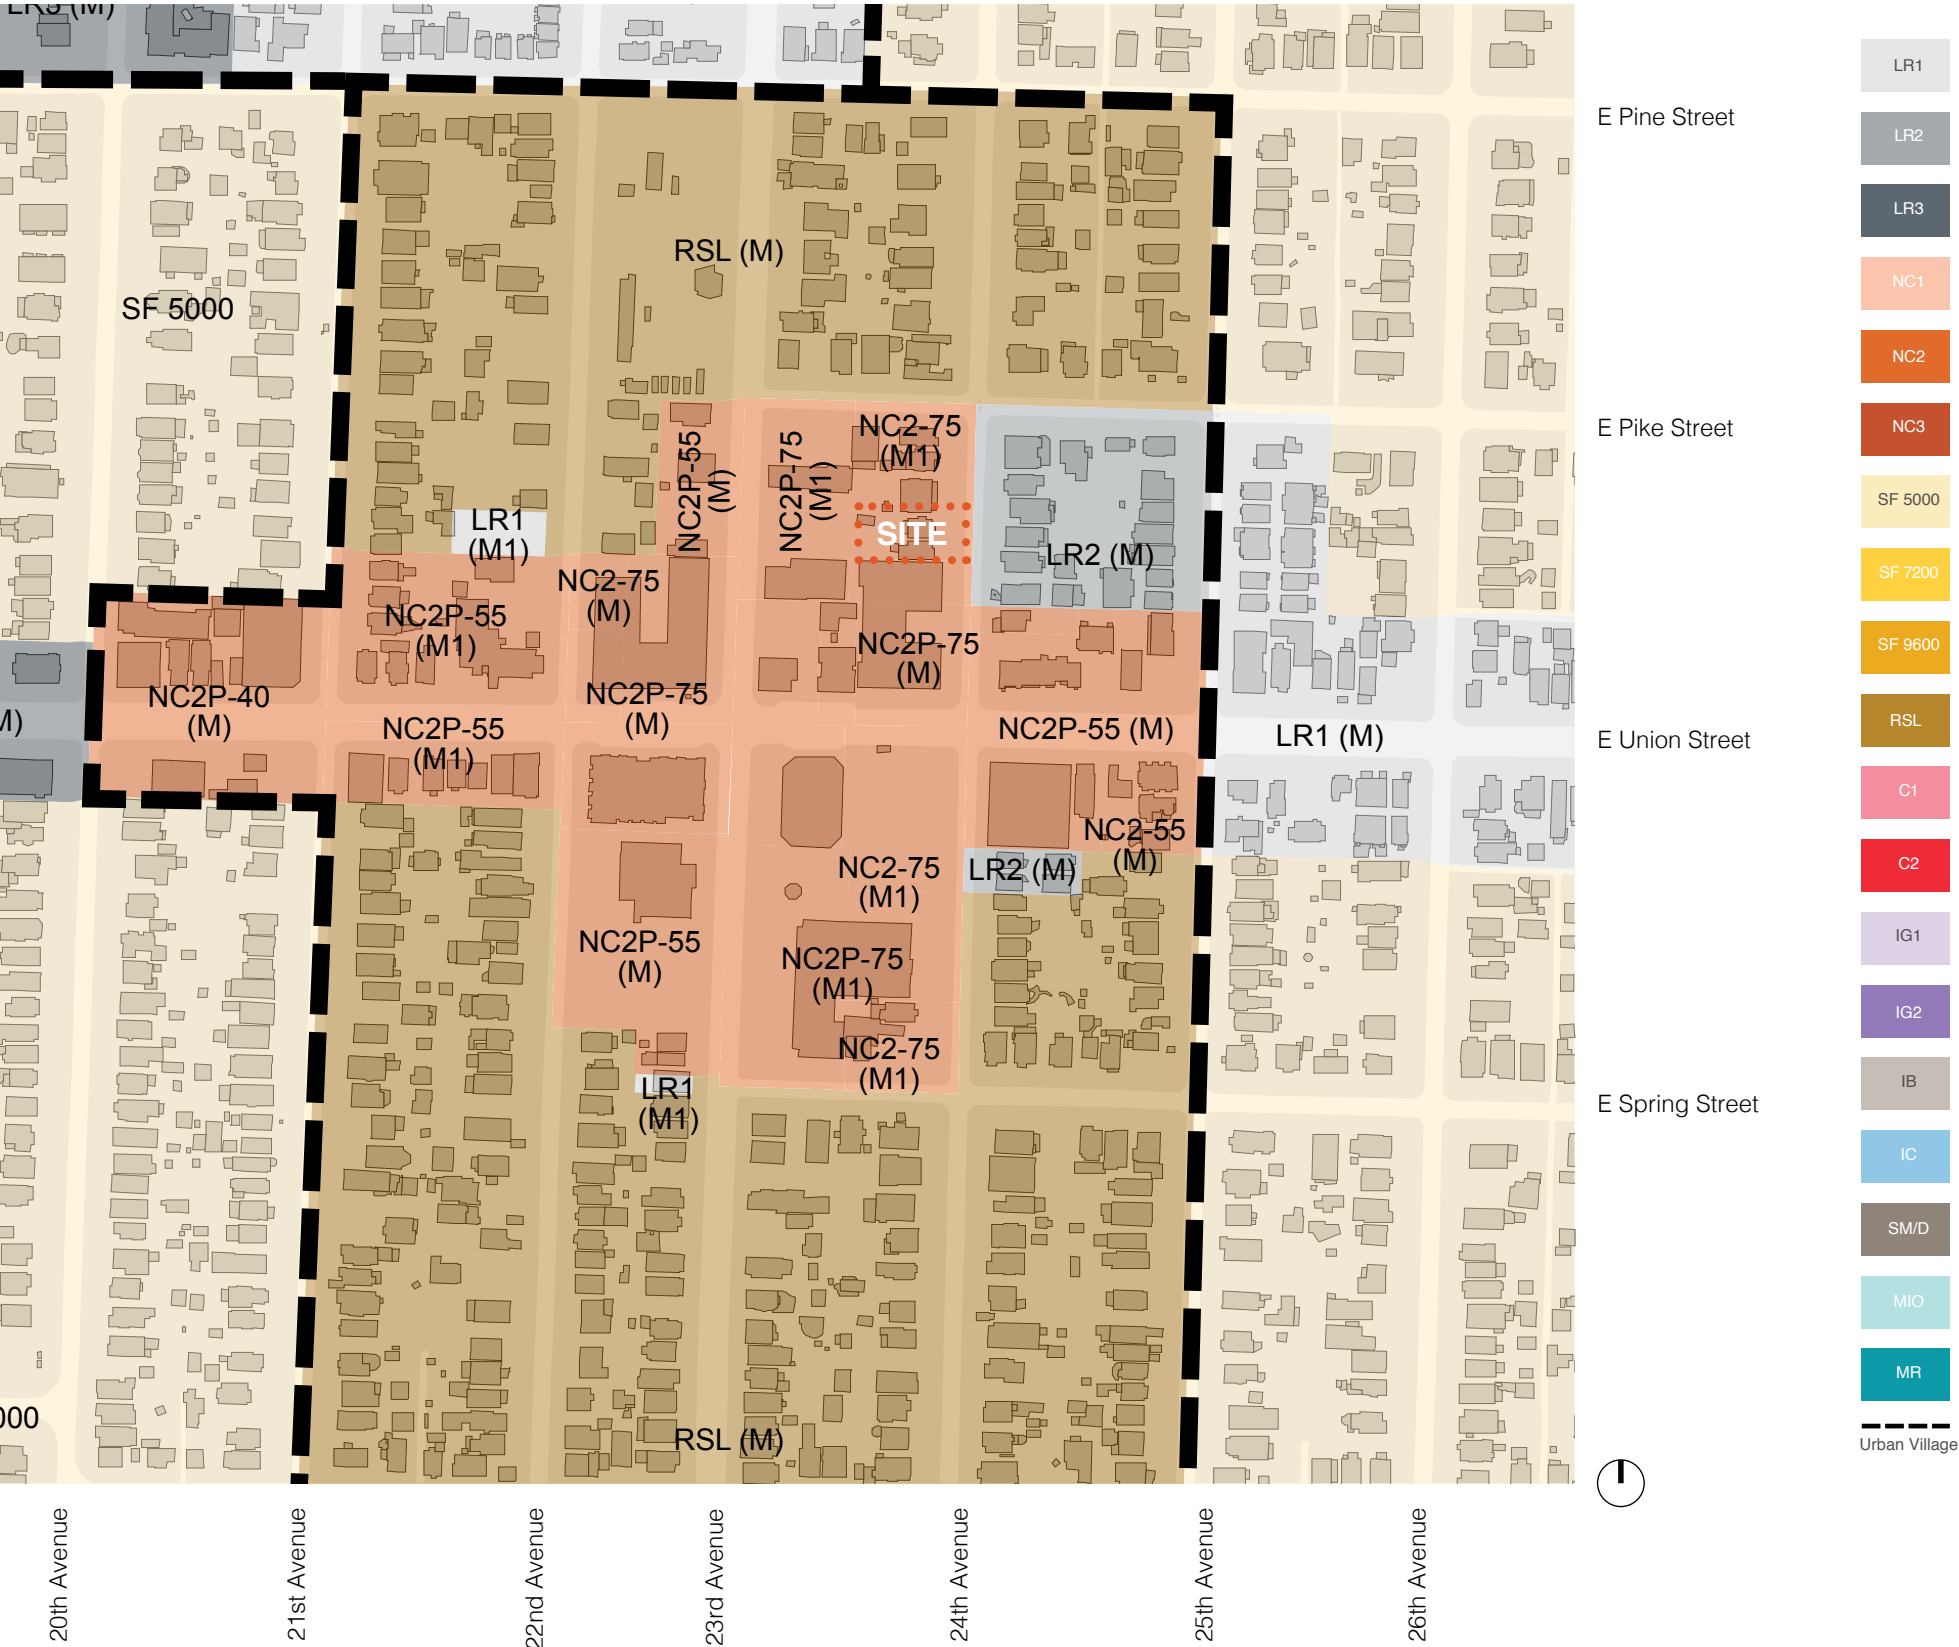 LR3 (M)
SF 5000
RSL (M)
NC2P-55
(M)
NC2P-75
(M1)
NC2-75
(M1)
SITE
LR1
(M1)
LR2 (M)
NC2-75
(M)
NC2P-55
(M1)
NC2P-75
(M)
NC2P-40
(M)
M)
NC2P-75
(M)
NC2P-55
(M1)
NC2P-55 (M)
LR1 (M)
NC2-55
(M)
NC2-75
(M1)
LR2 (M)
NC2P-55
(M)
NC2P-75
(M1)
NC2-75
(M1)
LR1
(M1)
000
RSL (M)
E Pine Street
E Pike Street
E Union Street
E Spring Street
20th Avenue
21st Avenue
22nd Avenue
23rd Avenue
24th Avenue
25th Avenue
26th Avenue
LR1
LR2
LR3
NC1
NC2
NC3
SF 5000
SF 7200
SF 9600
RSL
C1
C2
IG1
IG2
IB
IC
SM/D
MIO
MR
Urban Village